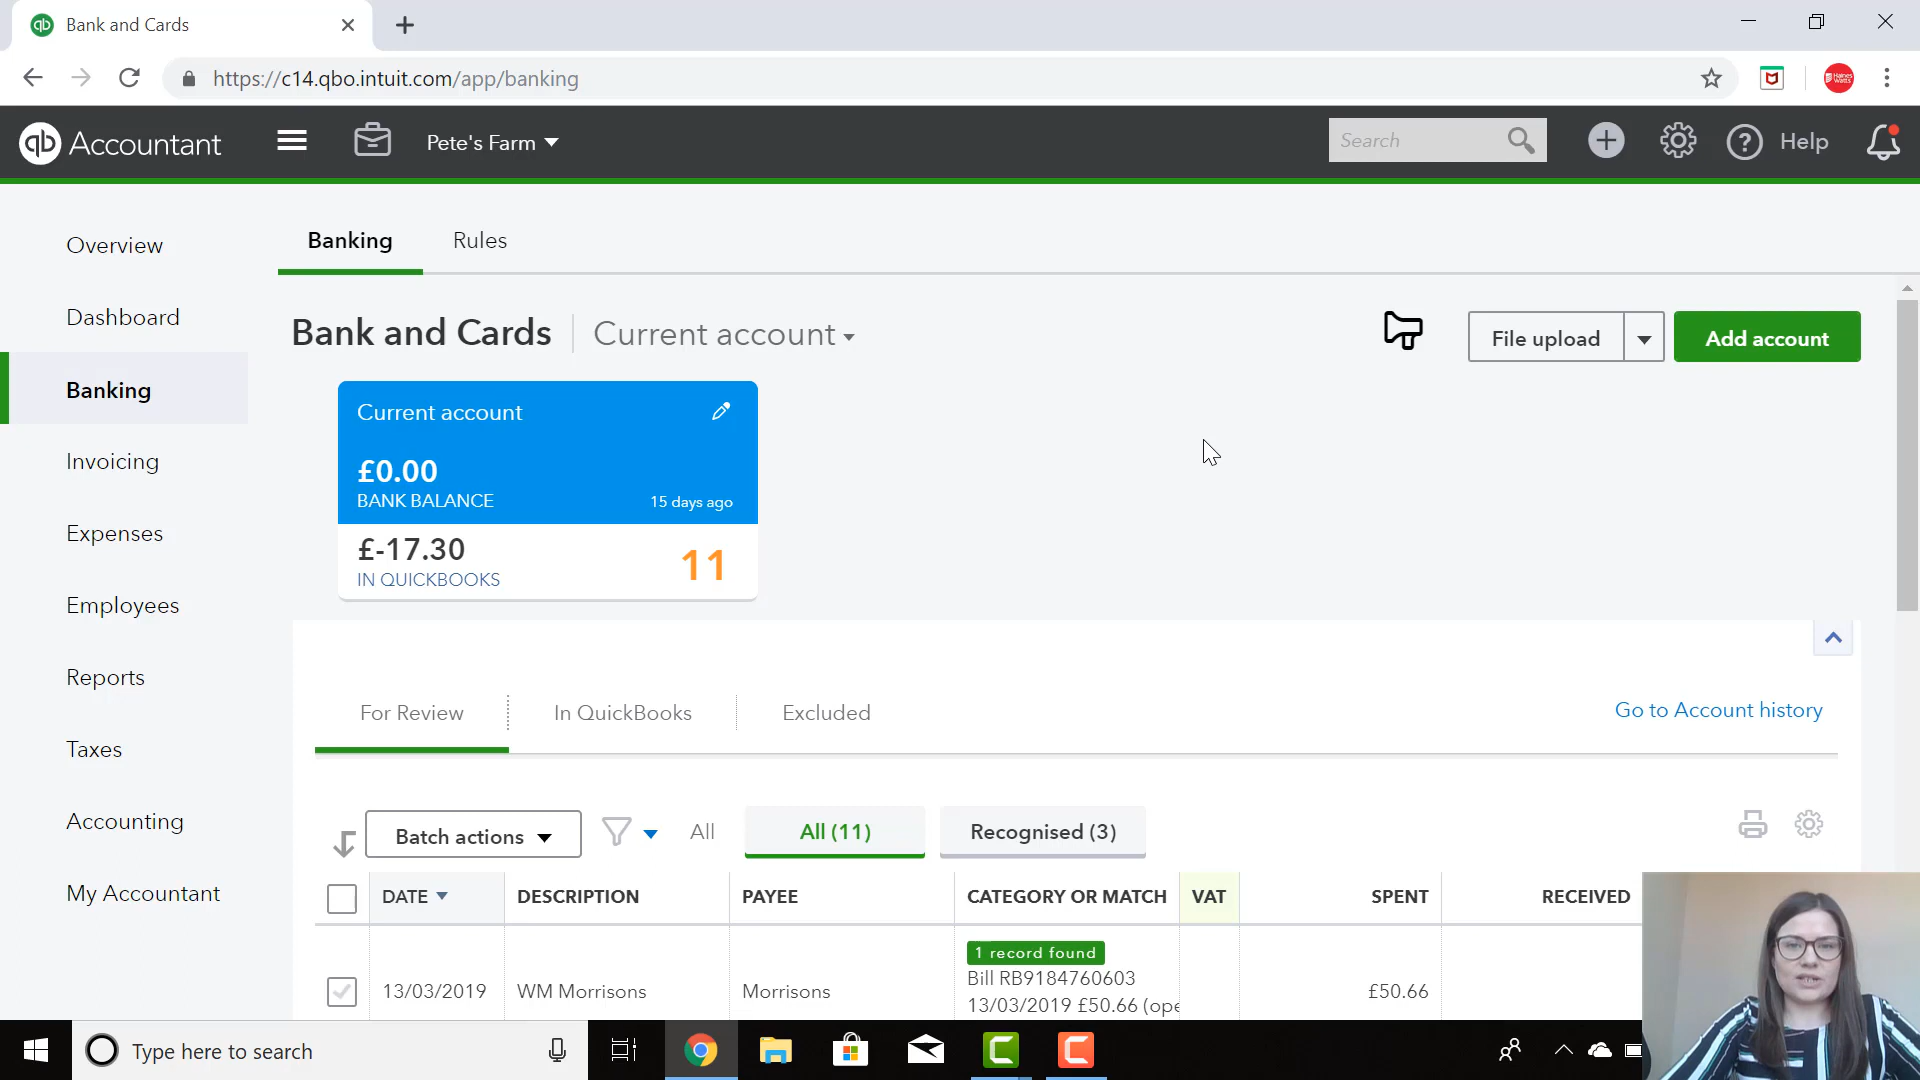 Bank and Cards
https://c14.qbo.intuit.com/app/banking
qb Accountant
Pete's Farm
Search
Help
Overview
Dashboard
Banking
Invoicing
Expenses
Employees
Reports
Taxes
Accounting
My Accountant
Banking
Rules
Bank and Cards
Current account
File upload
Add account
Current account
£0.00
BANK BALANCE
15 days ago
£-17.30
IN QUICKBOOKS
11
For Review
In QuickBooks
Excluded
Go to Account history
Batch actions
All
All (11)
Recognised (3)
DATE
DESCRIPTION
PAYEE
CATEGORY OR MATCH
VAT
SPENT
RECEIVED
13/03/2019
WM Morrisons
Morrisons
1 record found
Bill RB9184760603
13/03/2019 £50.66 (ope
£50.66
Type here to search